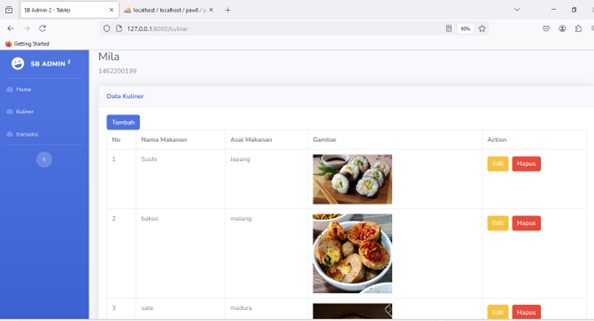 SB Admin 2 - Tables
localhost / localhost / paw6 / p
127.0.0.1:8000/kuliner
90%
Getting Started
SB ADMIN 2
Home
Kuliner
transaksi
Mila
1462200199
Data Kuliner
Tambah
No Nama Makanan Asal Makanan Gambar Action
1 Sushi Jepang Edit Hapus
2 bakso malang Edit Hapus
3 sate madura Edit Hapus